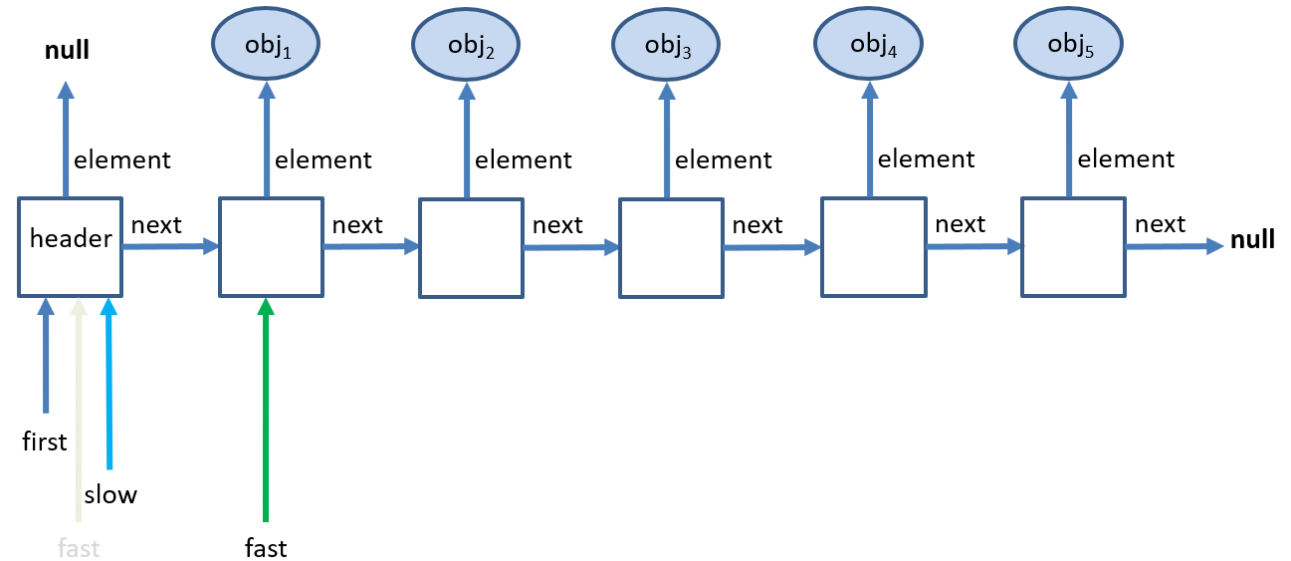 null
obj1
obj2
obj3
obj4
obj5
element
element
element
element
element
element
header
next
next
next
next
next
next
null
first
slow
fast
fast